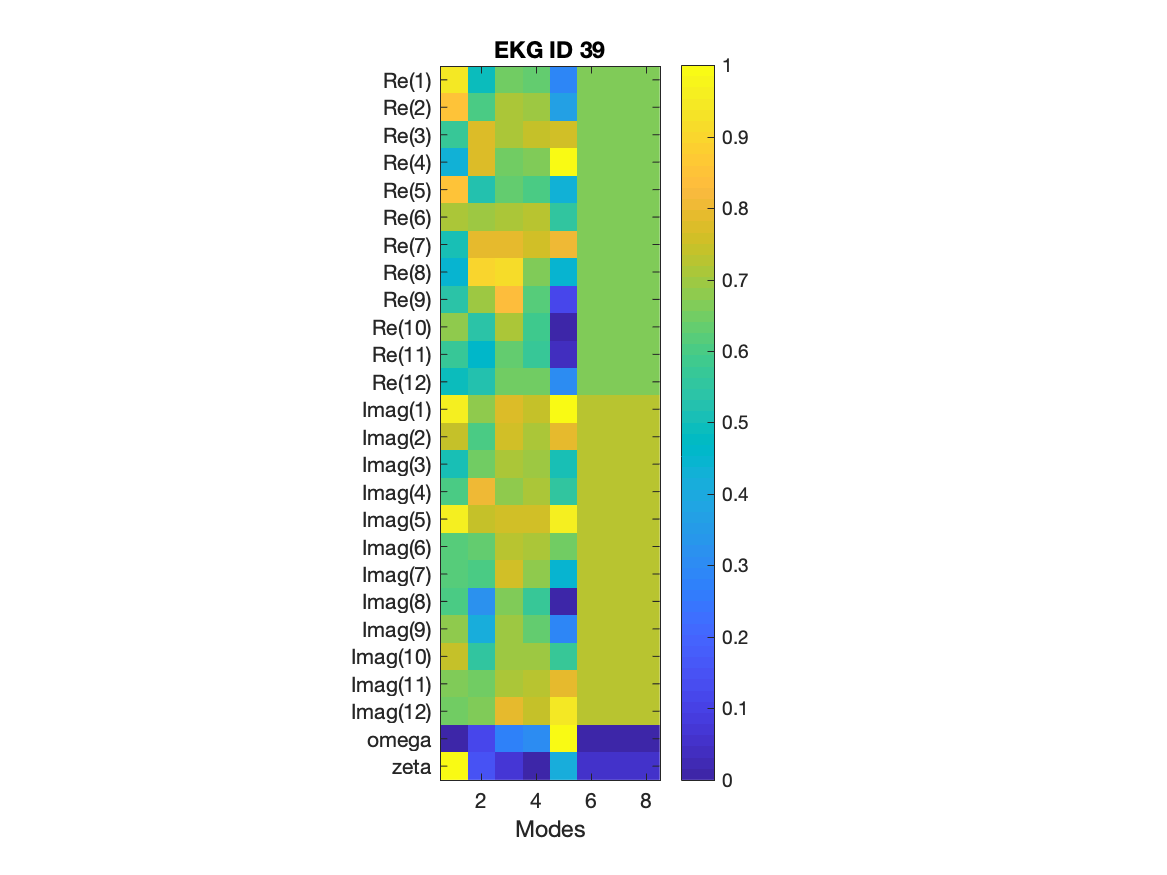 EKG ID 39
Re(1)
Re(2)
Re(3)
Re(4)
Re(5)
Re(6)
Re(7)
Re(8)
Re(9)
Re(10)
Re(11)
Re(12)
Imag(1)
Imag(2)
Imag(3)
Imag(4)
Imag(5)
Imag(6)
Imag(7)
Imag(8)
Imag(9)
Imag(10)
Imag(11)
Imag(12)
omega
zeta
2 4 6 8
Modes
1
0.9
0.8
0.7
0.6
0.5
0.4
0.3
0.2
0.1
0